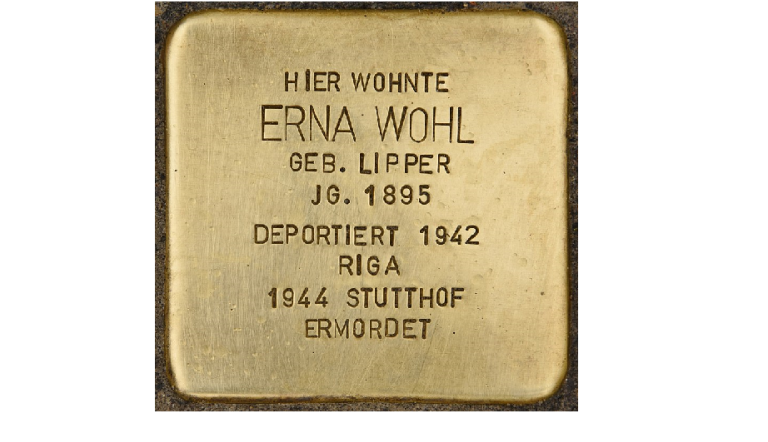 HIER WOHNTE
ERNA WOHL
GEB. LIPPER
JG. 1895
DEPORTIERT 1942
RIGA
1944 STUTTHOF
ERMORDET